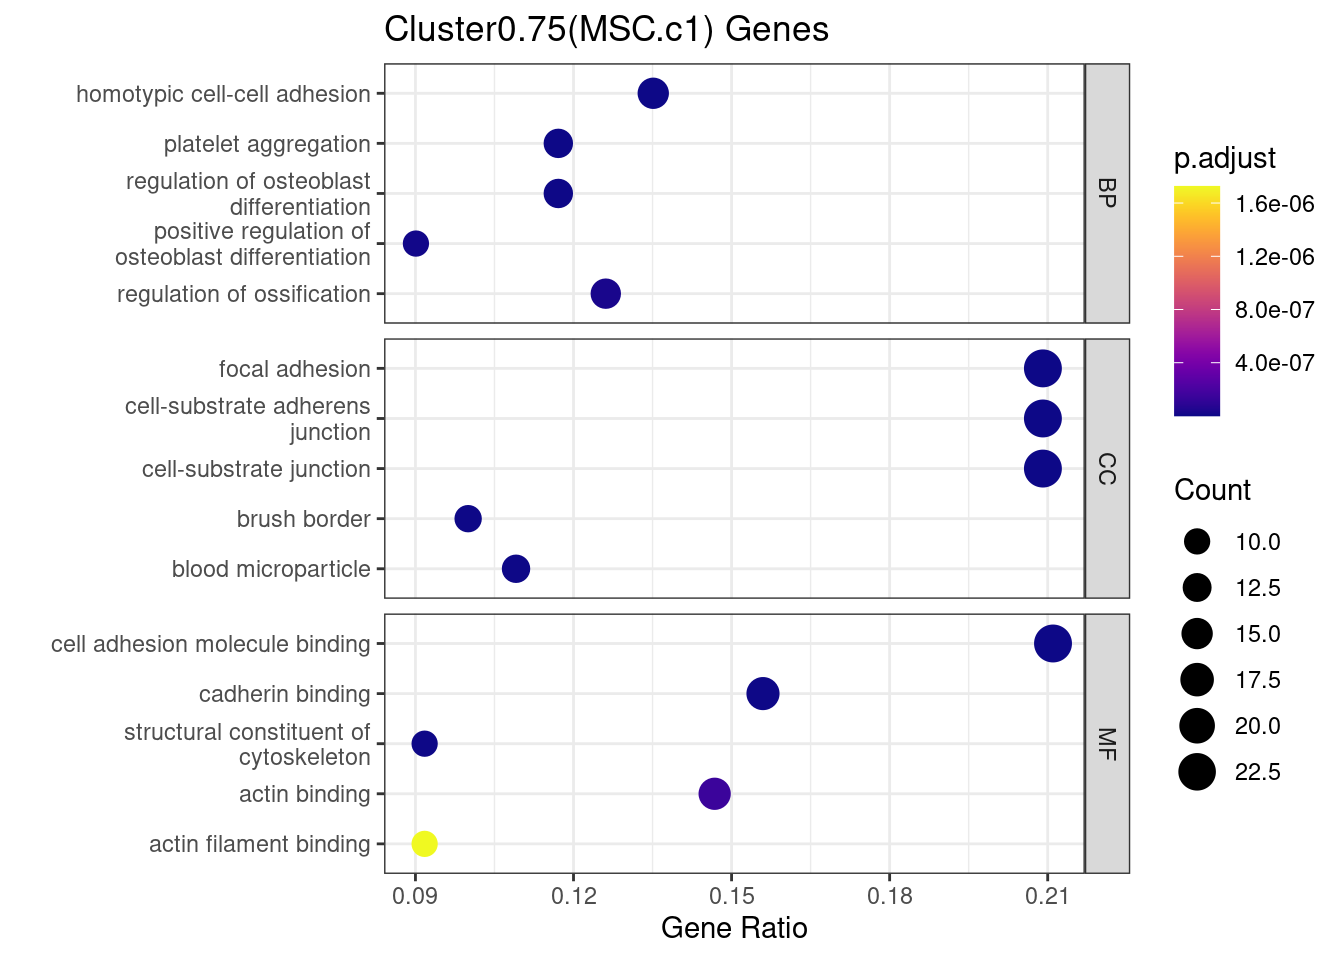 Cluster0.75(MSC.c1) Genes
homotypic cell-cell adhesion
platelet aggregation
regulation of osteoblast
differentiation
positive regulation of
osteoblast differentiation
regulation of ossification
BP
focal adhesion
cell-substrate adherens
junction
cell-substrate junction
brush border
blood microparticle
CC
cell adhesion molecule binding
cadherin binding
structural constituent of
cytoskeleton
actin binding
actin filament binding
MF
0.09
0.12
0.15
0.18
0.21
Gene Ratio
p.adjust
1.6e-06
1.2e-06
8.0e-07
4.0e-07
Count
10.0
12.5
15.0
17.5
20.0
22.5